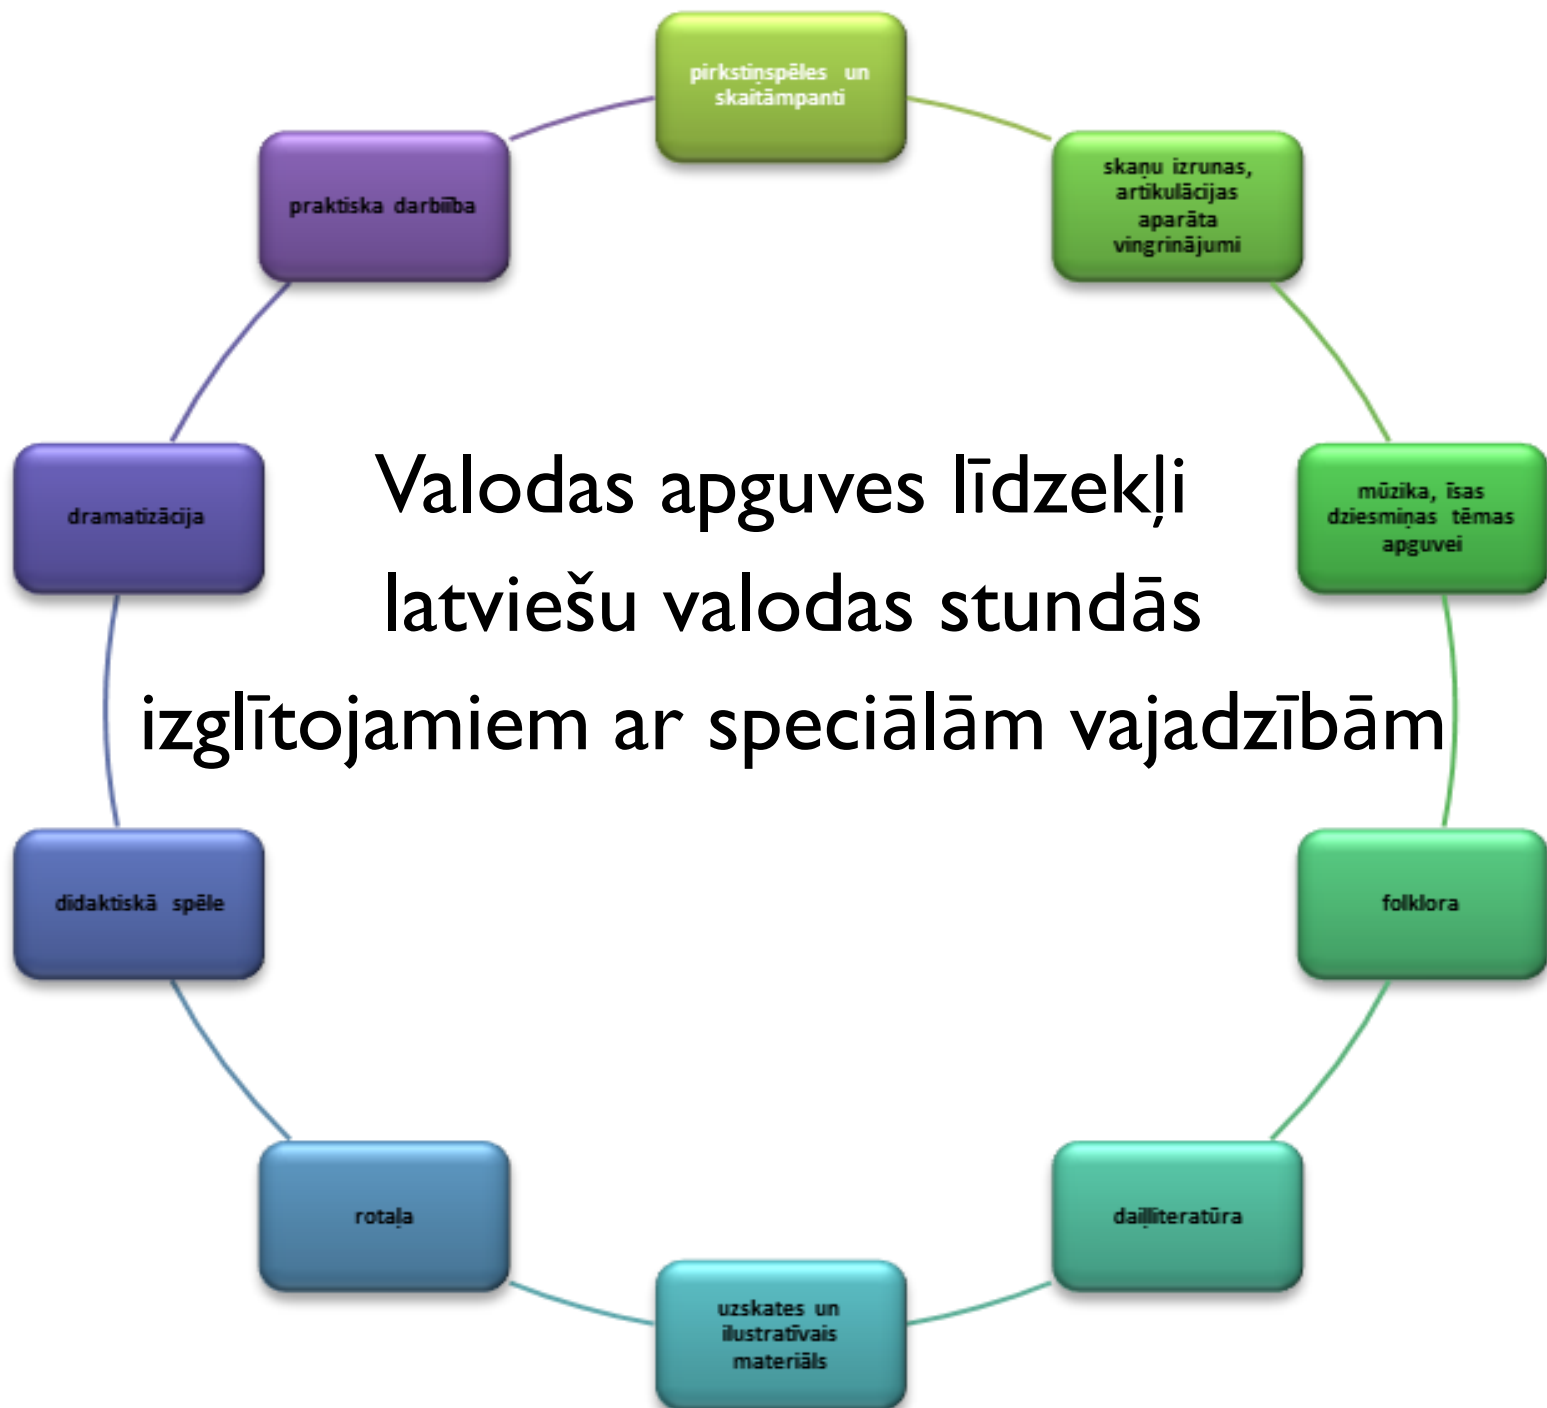 pirkstiņspēles un
skaitāmpanti
skaņu izrunas,
artikulācijas
aparāta
vingrinājumi
mūzika, īsas
dziesmiņas tēmas
apguvei
folklora
daiļliteratūra
uzskates un
ilustratīvais
materiāls
rotaļa
didaktiskā spēle
dramatizācija
praktiska darbiība
Valodas apguves līdzekļi
latviešu valodas stundās
izglītojamiem ar speciālām vajadzībām